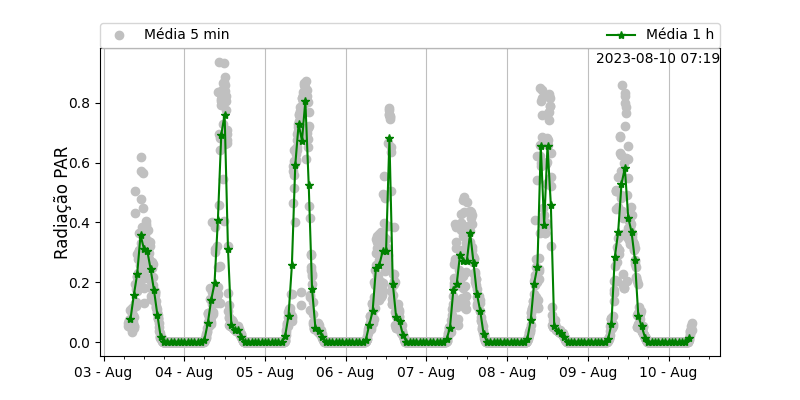 Média 5 min
Média 1 h
2023-08-10 07:19
Radiação PAR
0.8
0.6
0.4
0.2
0.0
03 - Aug
04 - Aug
05 - Aug
06 - Aug
07 - Aug
08 - Aug
09 - Aug
10 - Aug